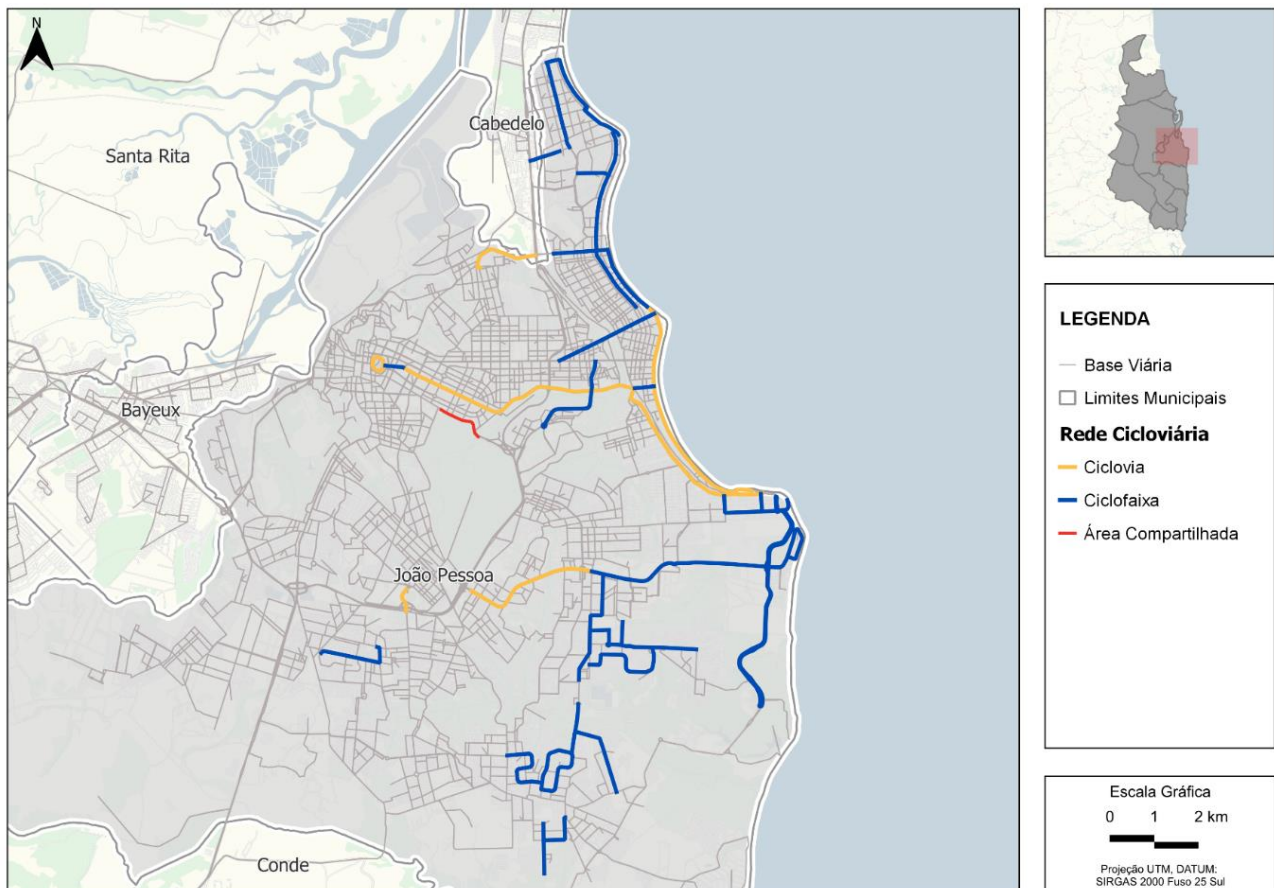 N
Cabedelo
Santa Rita
Bayeux
João Pessoa
Conde
LEGENDA
Base Viária
Limites Municipais
Rede Cicloviária
Ciclovia
Ciclofaixa
Área Compartilhada
Escala Gráfica
0 1 2 km
Projeção UTM, DATUM:
SIRGAS 2000 Fuso 25 Sul